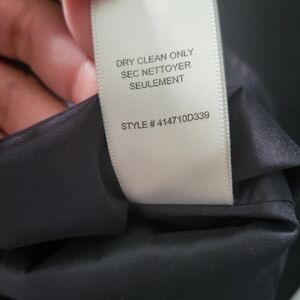 DRY CLEAN ONLY
SEC NETTOYER
SEULEMENT
STYLE # 414710D339